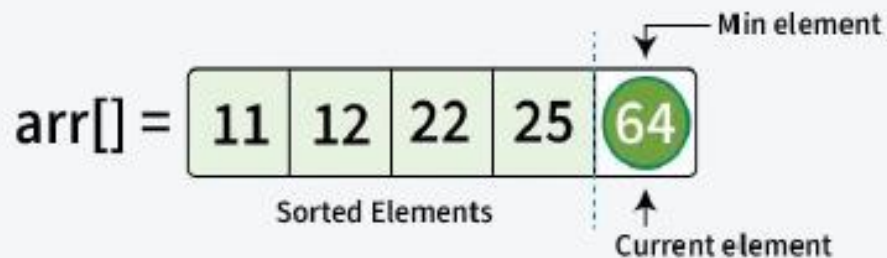 Min element
arr[] = 11 12 22 25 64
Sorted Elements
Current element